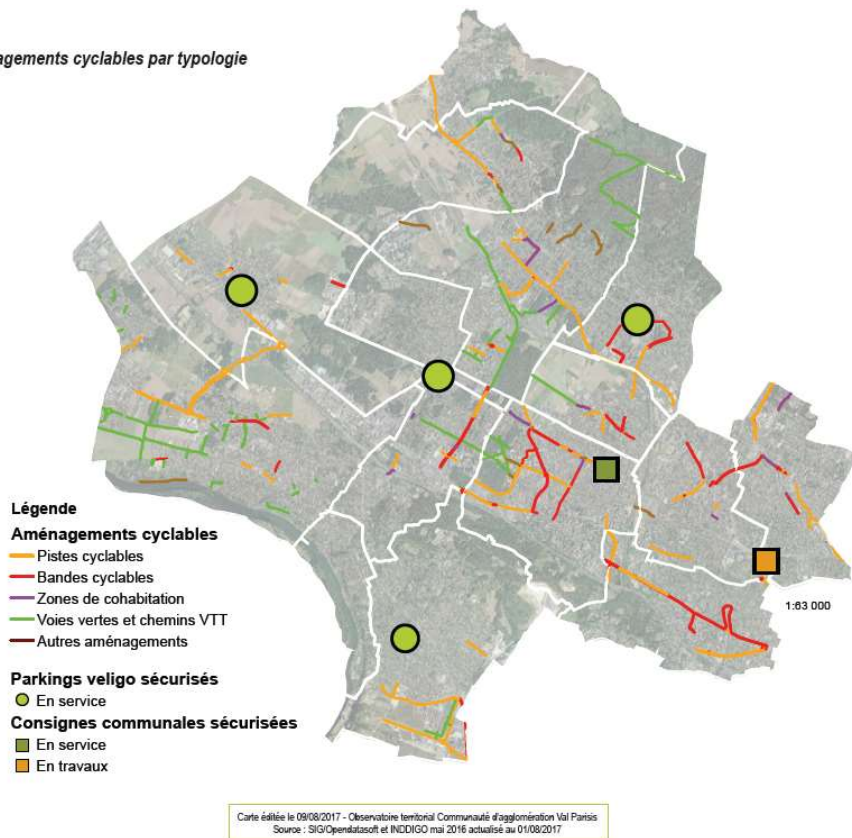 agements cyclables par typologie
Légende
Aménagements cyclables
Pistes cyclables
Bandes cyclables
Zones de cohabitation
Voies vertes et chemins VTT
Autres aménagements
Parkings veligo sécurisés
En service
Consignes communales sécurisées
En service
En travaux
1:63 000
Carte éditée le 09/08/2017 - Observatoire territorial Communauté d'agglomération Val Parisis
Source : SIG/Opendatasoft et INDDIGO mai 2016 actualisé au 01/08/2017